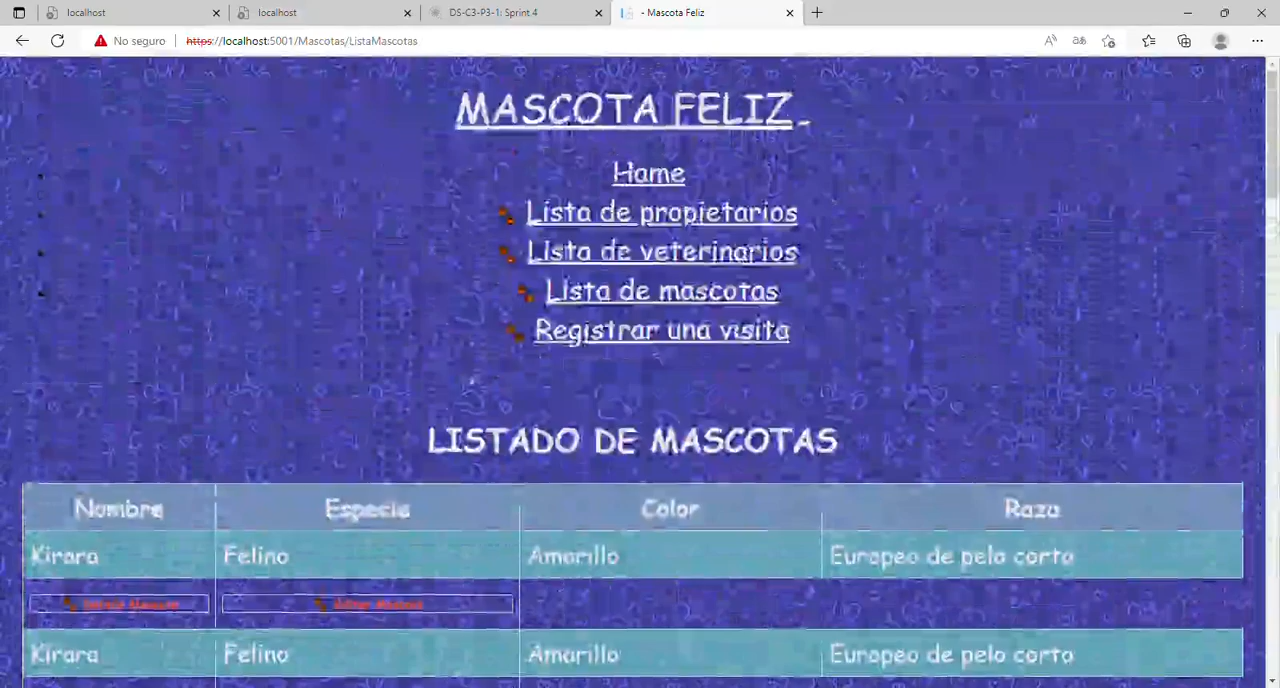 localhost
localhost
DS-C3-P3-1: Sprint 4
- Mascota Feliz
No seguro
https://localhost:5001/Mascotas/ListaMascotas
MASCOTA FELIZ
Home
Lista de propietarios
Lista de veterinarios
Lista de mascotas
Registrar una visita
LISTADO DE MASCOTAS
Nombre Especie Color Raza
Kirara Felino Amarillo Europeo de pelo corto
Kirara Felino Amarillo Europeo de pelo corto